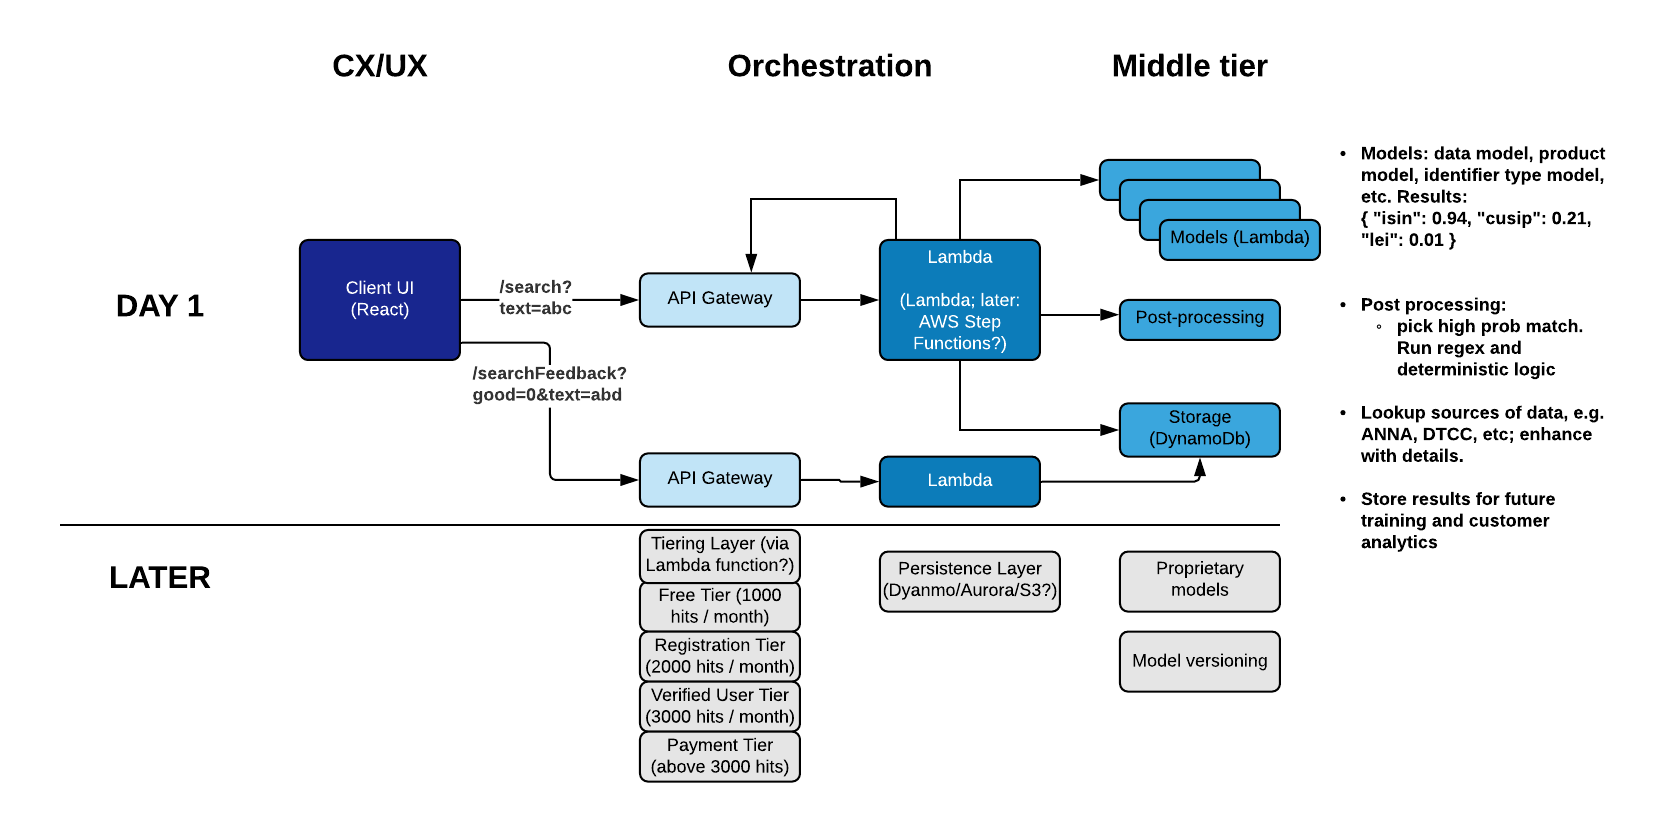 CX/UX
Orchestration
Middle tier
DAY 1
Client UI
(React)
/search?
text=abc
/searchFeedback?
good=0&text=abd
API Gateway
Lambda
(Lambda; later:
AWS Step
Functions?)
Models (Lambda)
Post-processing
Storage
(DynamoDb)
API Gateway
Lambda
• Models: data model, product
model, identifier type model,
etc. Results:
{ "isin": 0.94, "cusip": 0.21,
"lei": 0.01 }
• Post processing:
◦ pick high prob match.
Run regex and
deterministic logic
• Lookup sources of data, e.g.
ANNA, DTCC, etc; enhance
with details.
• Store results for future
training and customer
analytics
LATER
Tiering Layer (via
Lambda function?)
Free Tier (1000
hits / month)
Registration Tier
(2000 hits / month)
Verified User Tier
(3000 hits / month)
Payment Tier
(above 3000 hits)
Persistence Layer
(Dyanmo/Aurora/S3?)
Proprietary
models
Model versioning